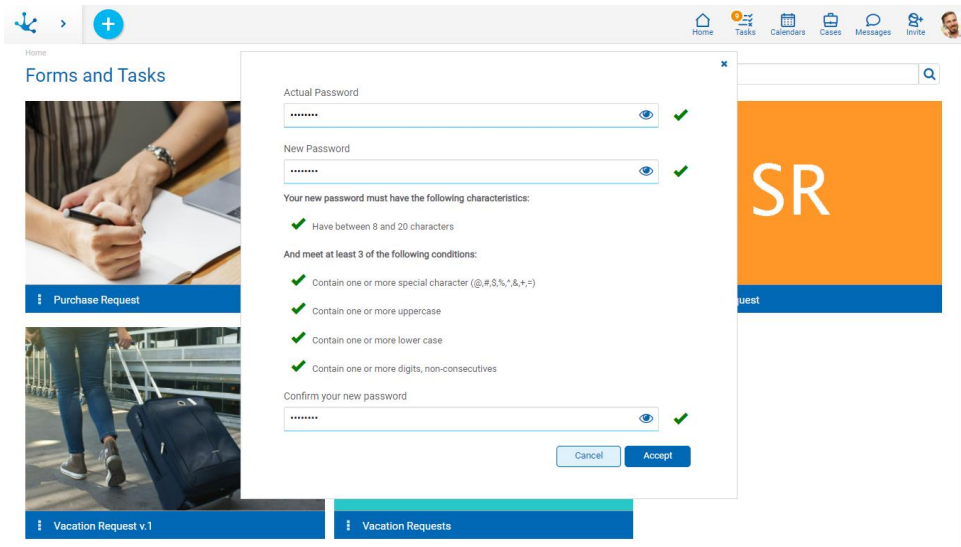 9
Home
Tasks
Calendars
Cases
Messages
Invite
Home
Forms and Tasks
Actual Password
••••••••
New Password
••••••••
Your new password must have the following characteristics:
Have between 8 and 20 characters
And meet at least 3 of the following conditions:
Contain one or more special character (@,#,$,%,^,&,+,=)
Contain one or more uppercase
Contain one or more lower case
Contain one or more digits, non-consecutives
Confirm your new password
••••••••
Cancel
Accept
SR
Purchase Request
Vacation Request v.1
Vacation Requests